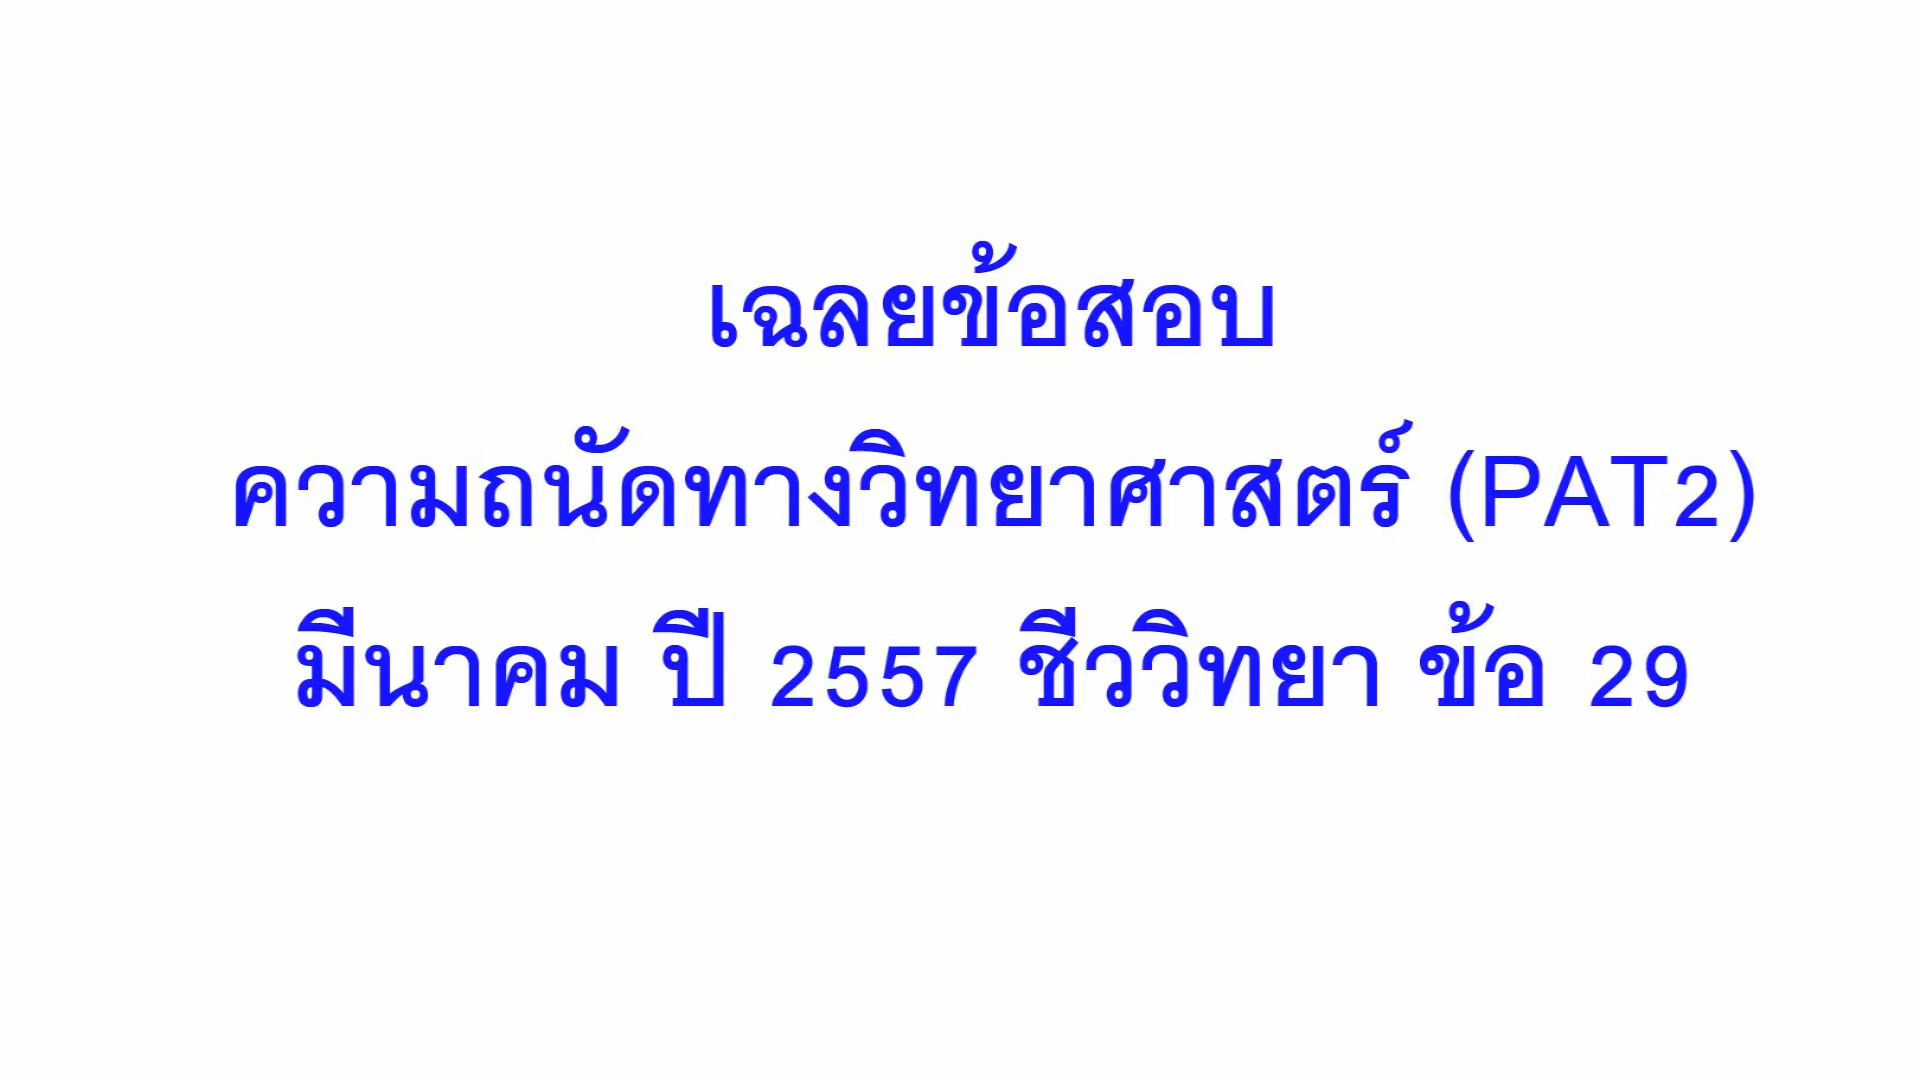 เฉลยข้อสอบ
ความถนัดทางวิทยาศาสตร์ (PAT2)
มีนาคม ปี 2557 ชีววิทยา ข้อ 29